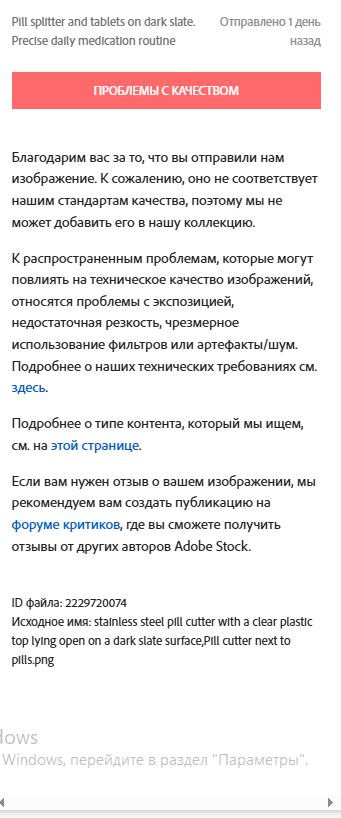 Pill splitter and tablets on dark slate. Отправлено 1 день
Precise daily medication routine назад
ПРОБЛЕМЫ С КАЧЕСТВОМ
Благодарим вас за то, что вы отправили нам
изображение. К сожалению, оно не соответствует
нашим стандартам качества, поэтому мы не
может добавить его в нашу коллекцию.
К распространенным проблемам, которые могут
повлиять на техническое качество изображений,
относятся проблемы с экспозицией,
недостаточная резкость, чрезмерное
использование фильтров или артефакты/шум.
Подробнее о наших технических требованиях см.
здесь.
Подробнее о типе контента, который мы ищем,
см. на этой странице.
Если вам нужен отзыв о вашем изображении, мы
рекомендуем вам создать публикацию на
форуме критиков, где вы сможете получить
отзывы от других авторов Adobe Stock.
ID файла: 2229720074
Исходное имя: stainless steel pill cutter with a clear plastic
top lying open on a dark slate surface,Pill cutter next to
pills.png
dows
Windows, перейдите в раздел "Параметры".